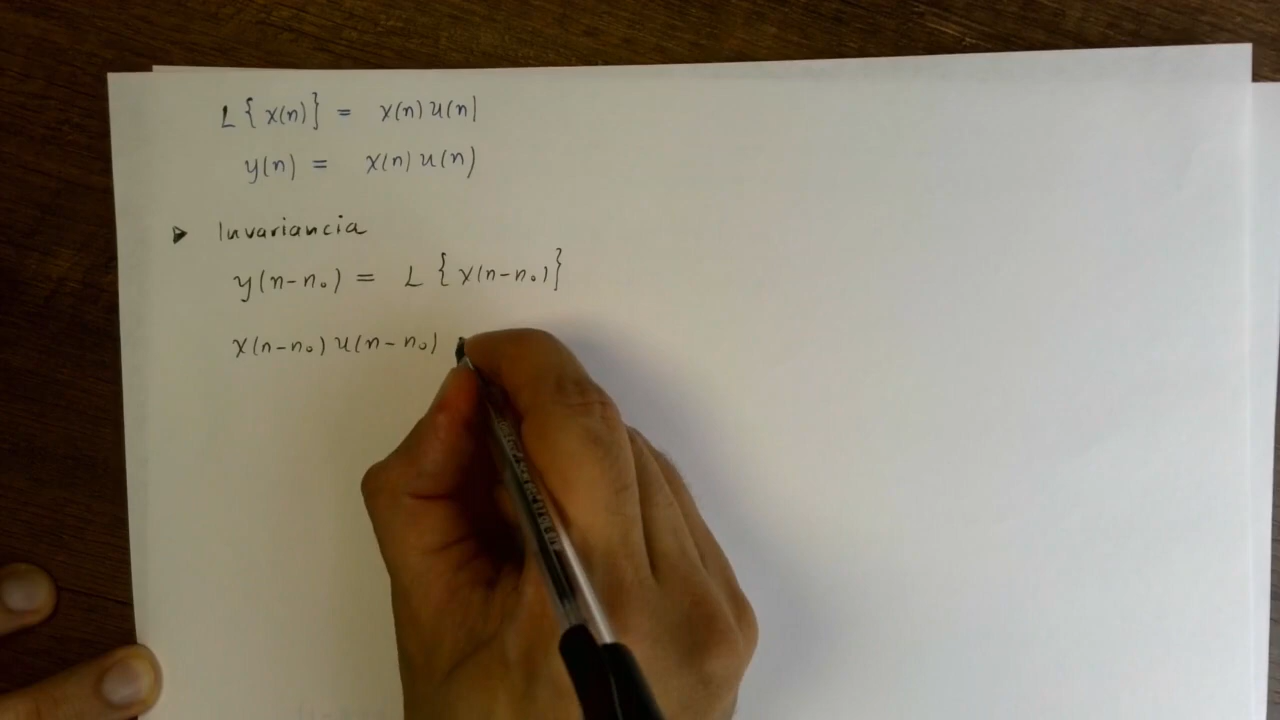 L{x(n)} = x(n) u(n)
y(n) = x(n) u(n)
▶ Invariancia
y(n-n₀) = L{x(n-n₀)}
x(n-n₀) u(n-n₀)